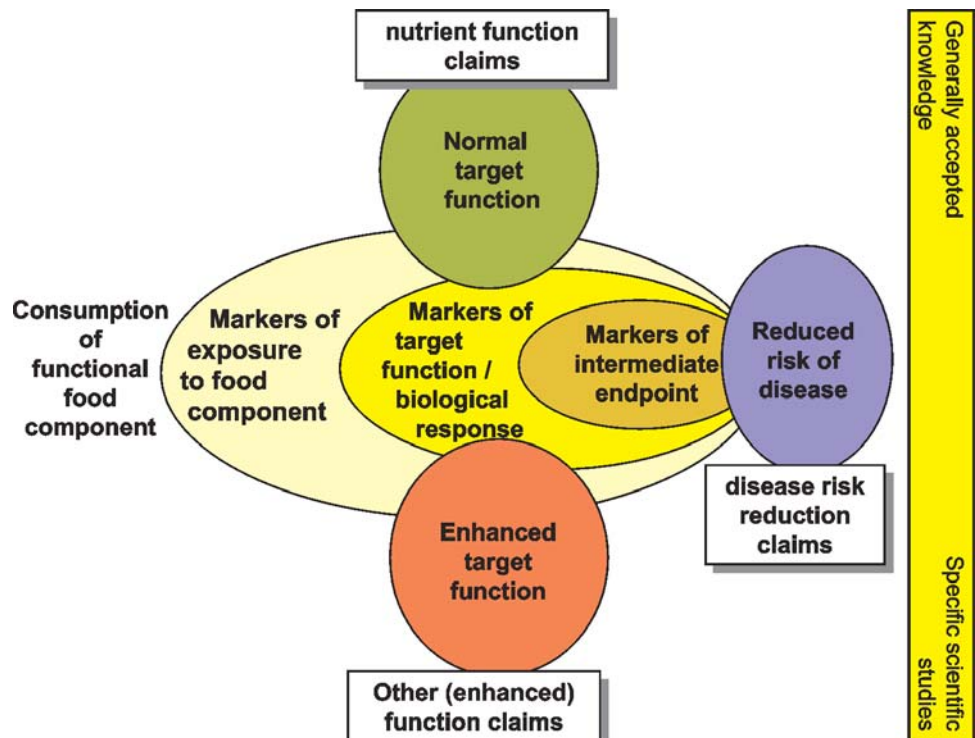 nutrient function
claims
Normal
target
function
Consumption
of
functional
food
component
Markers of
exposure
to food
component
Markers of
target
function /
biological
response
Markers of
intermediate
endpoint
Reduced
risk of
disease
disease risk
reduction
claims
Enhanced
target
function
Other (enhanced)
function claims
Generally accepted
knowledge
Specific scientific
studies